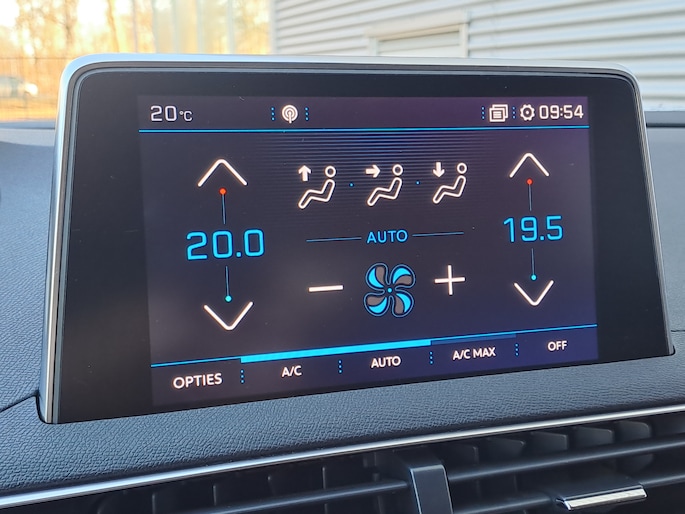 20°C 09:54
20.0 AUTO 19.5
OPTIES A/C AUTO A/C MAX OFF